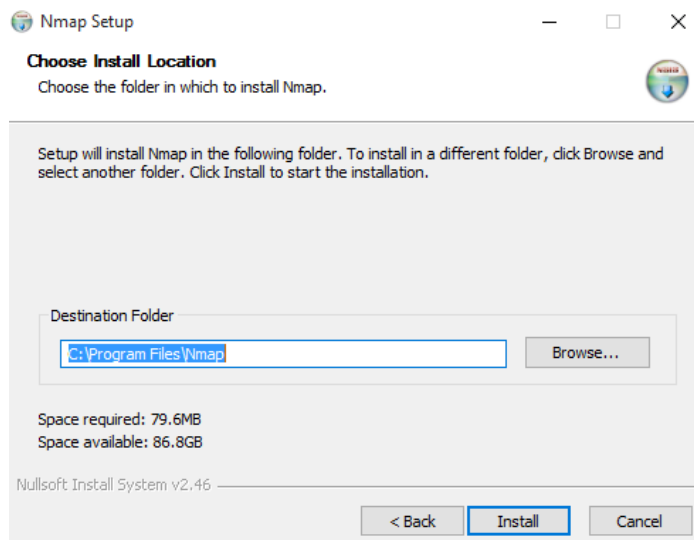 Nmap Setup
Choose Install Location
Choose the folder in which to install Nmap.
Setup will install Nmap in the following folder. To install in a different folder, click Browse and
select another folder. Click Install to start the installation.
Destination Folder
C:\Program Files\Nmap
Browse...
Space required: 79.6MB
Space available: 86.8GB
Nullsoft Install System v2.46
< Back
Install
Cancel